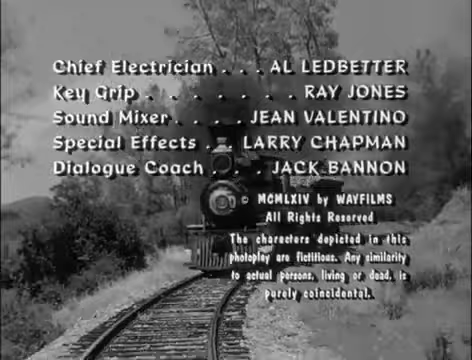 Chief Electrician . . . AL LEDBETTER
Key Grip . . . . . . . RAY JONES
Sound Mixer . . . . JEAN VALENTINO
Special Effects . . LARRY CHAPMAN
Dialogue Coach . . . JACK BANNON
© MCMLXIV by WAYFILMS
All Rights Reserved
The characters depicted in this
photoplay are fictitious. Any similarity
to actual persons, living or dead, is
purely coincidental.